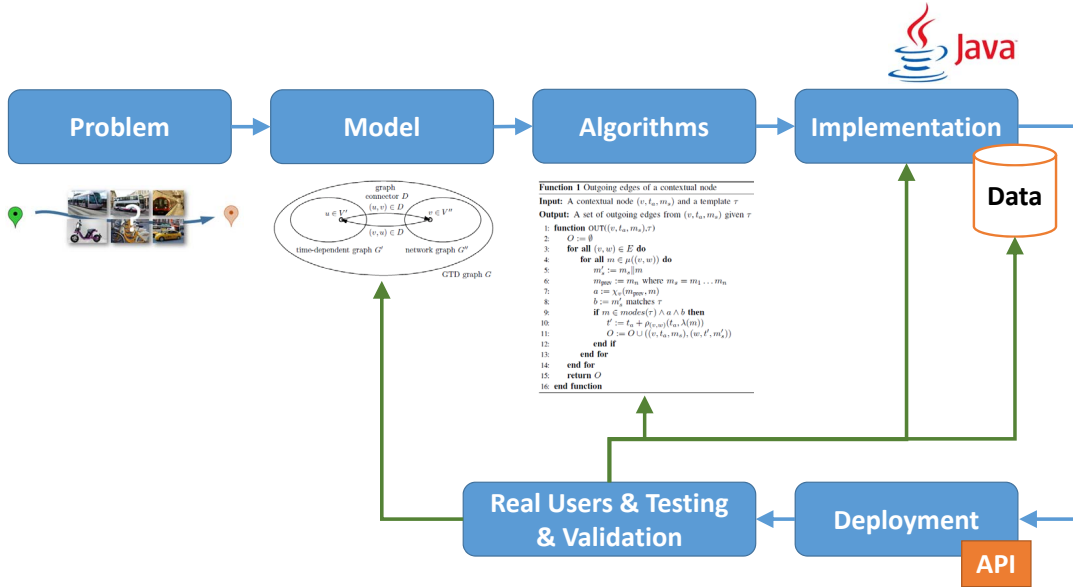 Java
Problem
Model
Algorithms
Implementation
Data
graph
connector D
(u, v) ∈ D
u ∈ V′
v ∈ V″
(v, u) ∈ D
time-dependent graph G′
network graph G″
GTD graph G
Function 1 Outgoing edges of a contextual node
Input: A contextual node (v, tₐ, mₛ) and a template τ
Output: A set of outgoing edges from (v, tₐ, mₛ) given τ
1: function OUT((v, tₐ, mₛ),τ)
2: O := ∅
3: for all (v, w) ∈ E do
4: for all m ∈ μ((v, w)) do
5: m′ₛ := mₛ||m
6: m_prev := mₙ where mₛ = m₁ … mₙ
7: a := χᵥ(m_prev, m)
8: b := m′ₛ matches τ
9: if m ∈ modes(τ) ∧ a ∧ b then
10: t′ := tₐ + ρ₍ᵥ,w₎(tₐ, λ(m))
11: O := O ∪ ((v, tₐ, mₛ), (w, t′, m′ₛ))
12: end if
13: end for
14: end for
15: return O
16: end function
Real Users & Testing
& Validation
Deployment
API